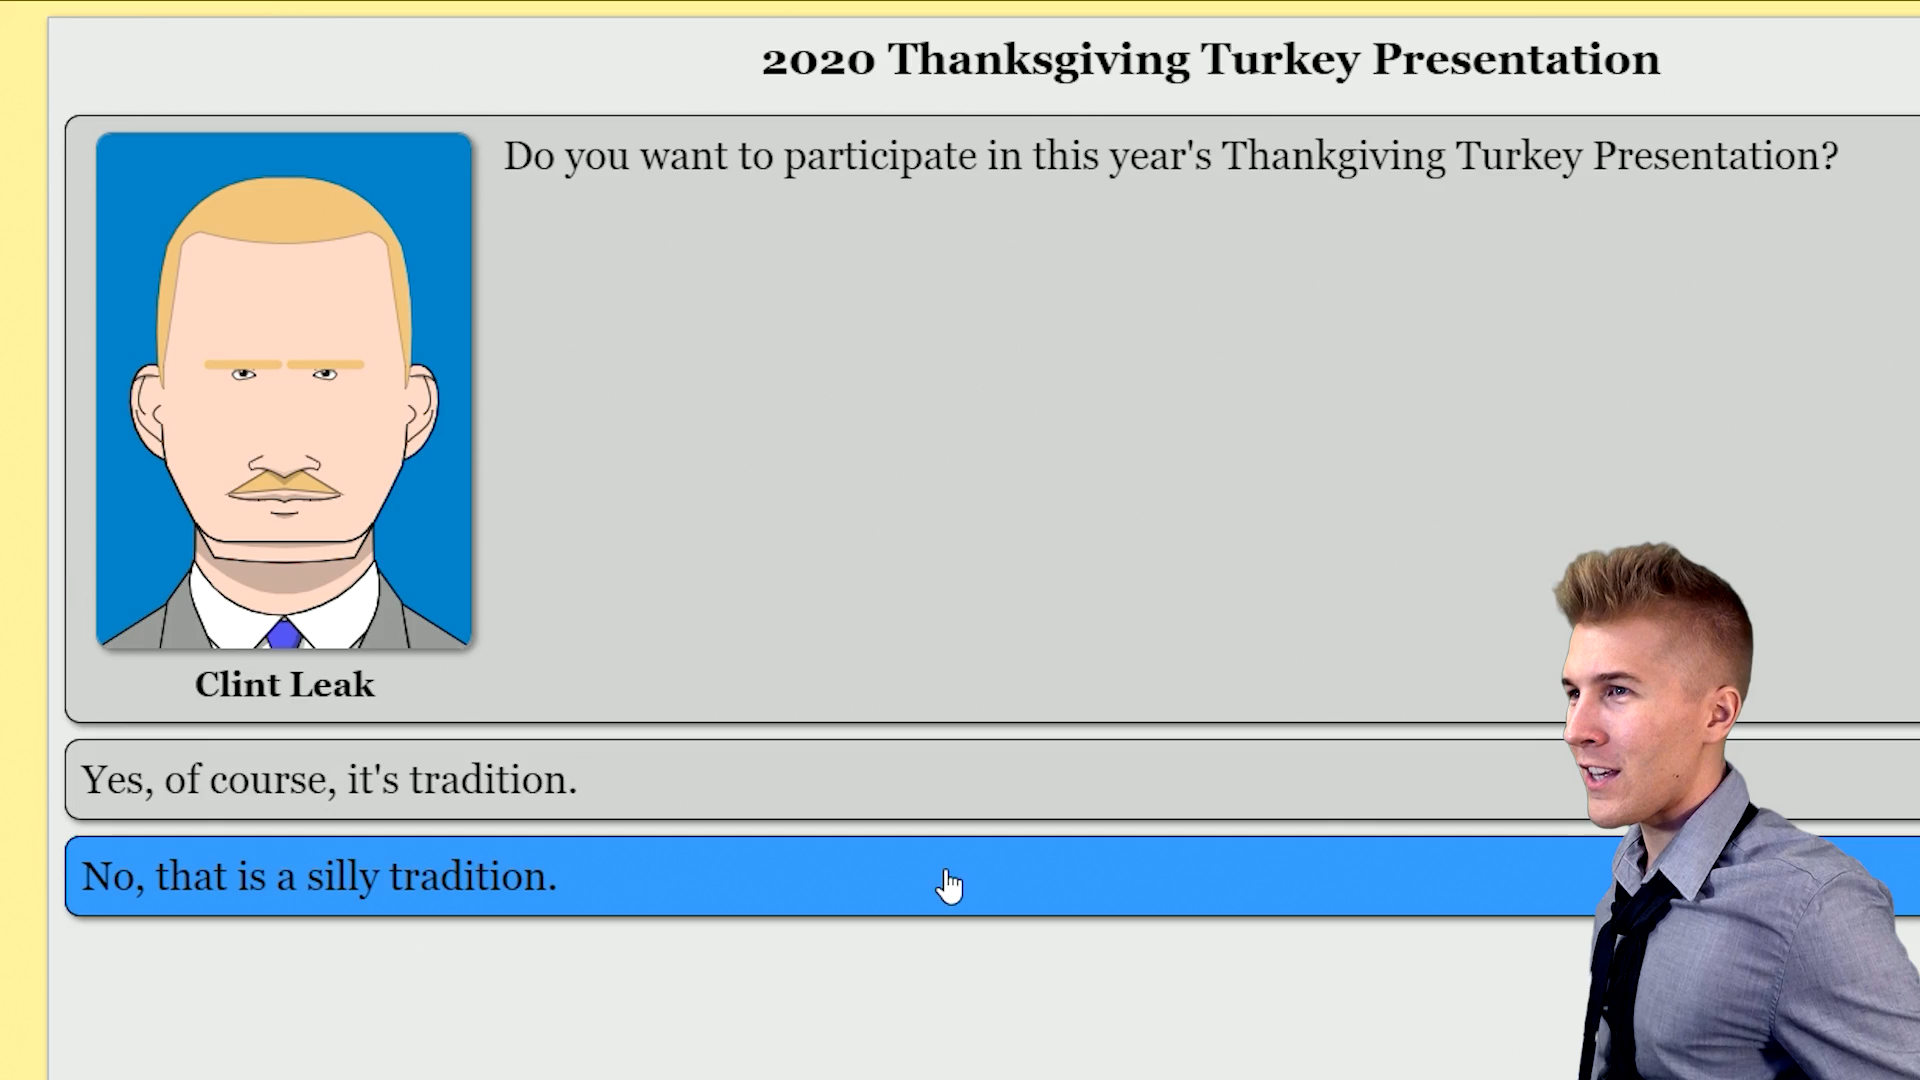 2020 Thanksgiving Turkey Presentation
Do you want to participate in this year's Thankgiving Turkey Presentation?
Clint Leak
Yes, of course, it's tradition.
No, that is a silly tradition.